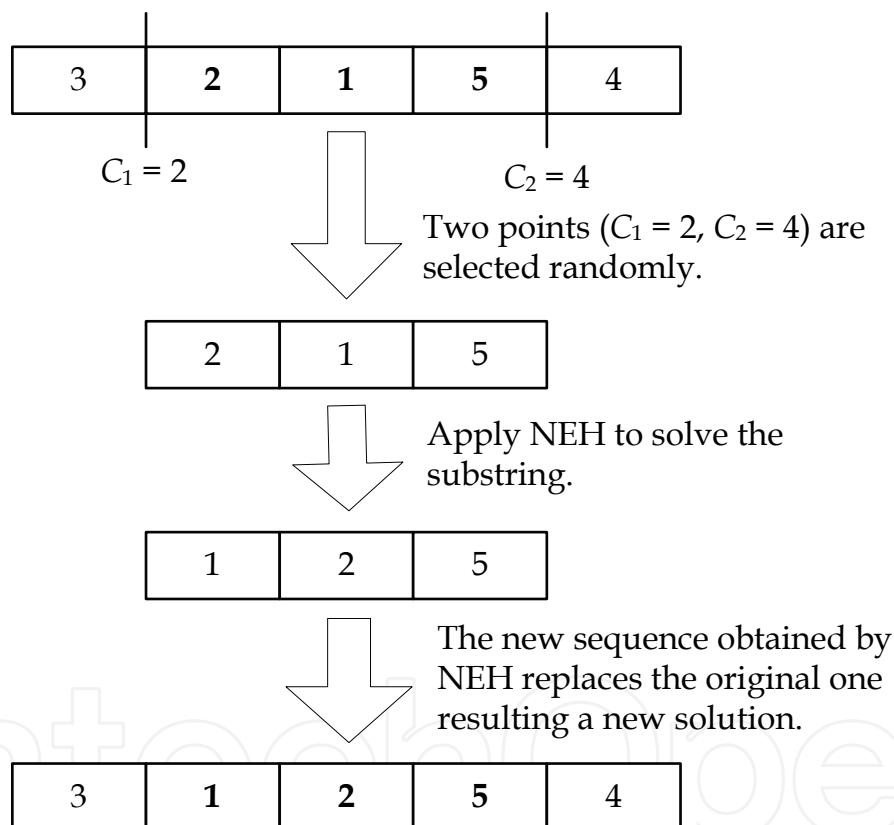 3 2 1 5 4
C1 = 2 C2 = 4
Two points (C1 = 2, C2 = 4) are
selected randomly.
2 1 5
Apply NEH to solve the
substring.
1 2 5
The new sequence obtained by
NEH replaces the original one
resulting a new solution.
3 1 2 5 4